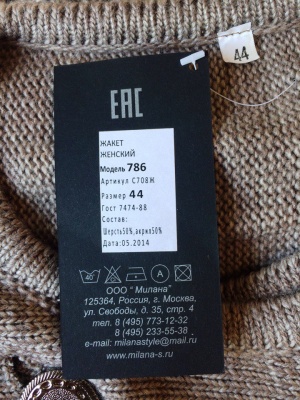 44
EAC
ЖАКЕТ
ЖЕНСКИЙ
Модель 786
Артикул С708Ж
Размер 44
Гост 7474-88
Состав:
Шерсть50%,акрил50%
Дата:05.2014
40
A
ООО " Милана"
125364, Россия, г. Москва,
ул. Свободы, д. 35, стр. 4
тел. 8 (495) 773-12-32
8 (495) 233-55-38
e-mail: milanastyle@mail.ru
www.milana-s.ru